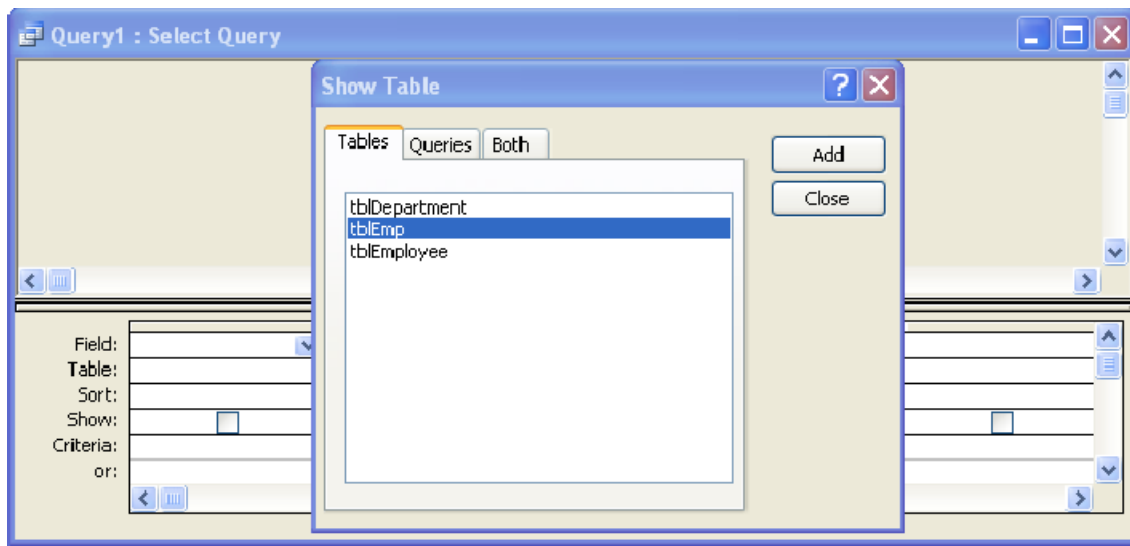 Query1 : Select Query
Show Table
?
Tables Queries Both
Add
Close
tblDepartment
tblEmp
tblEmployee
Field:
Table:
Sort:
Show:
Criteria:
or: